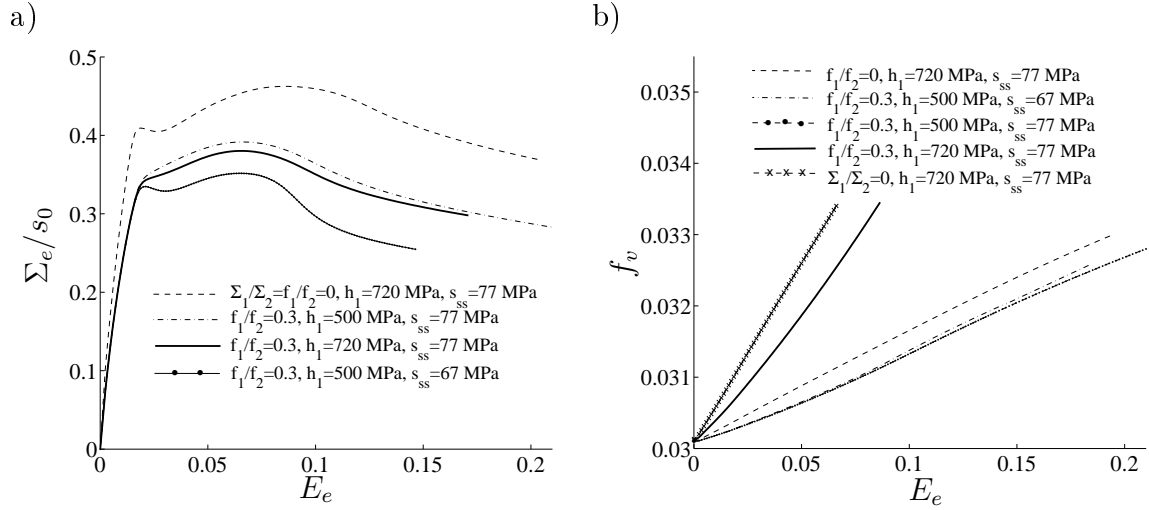 a)
Σ_e/s_0
0.5
0.4
0.3
0.2
0.1
0
0
0.05
0.1
0.15
0.2
E_e
Σ_1/Σ_2=f_1/f_2=0, h_1=720 MPa, s_ss=77 MPa
f_1/f_2=0.3, h_1=500 MPa, s_ss=77 MPa
f_1/f_2=0.3, h_1=720 MPa, s_ss=77 MPa
f_1/f_2=0.3, h_1=500 MPa, s_ss=67 MPa
b)
f_v
0.035
0.034
0.033
0.032
0.031
0.03
0
0.05
0.1
0.15
0.2
E_e
f_1/f_2=0, h_1=720 MPa, s_ss=77 MPa
f_1/f_2=0.3, h_1=500 MPa, s_ss=67 MPa
f_1/f_2=0.3, h_1=500 MPa, s_ss=77 MPa
f_1/f_2=0.3, h_1=720 MPa, s_ss=77 MPa
Σ_1/Σ_2=0, h_1=720 MPa, s_ss=77 MPa